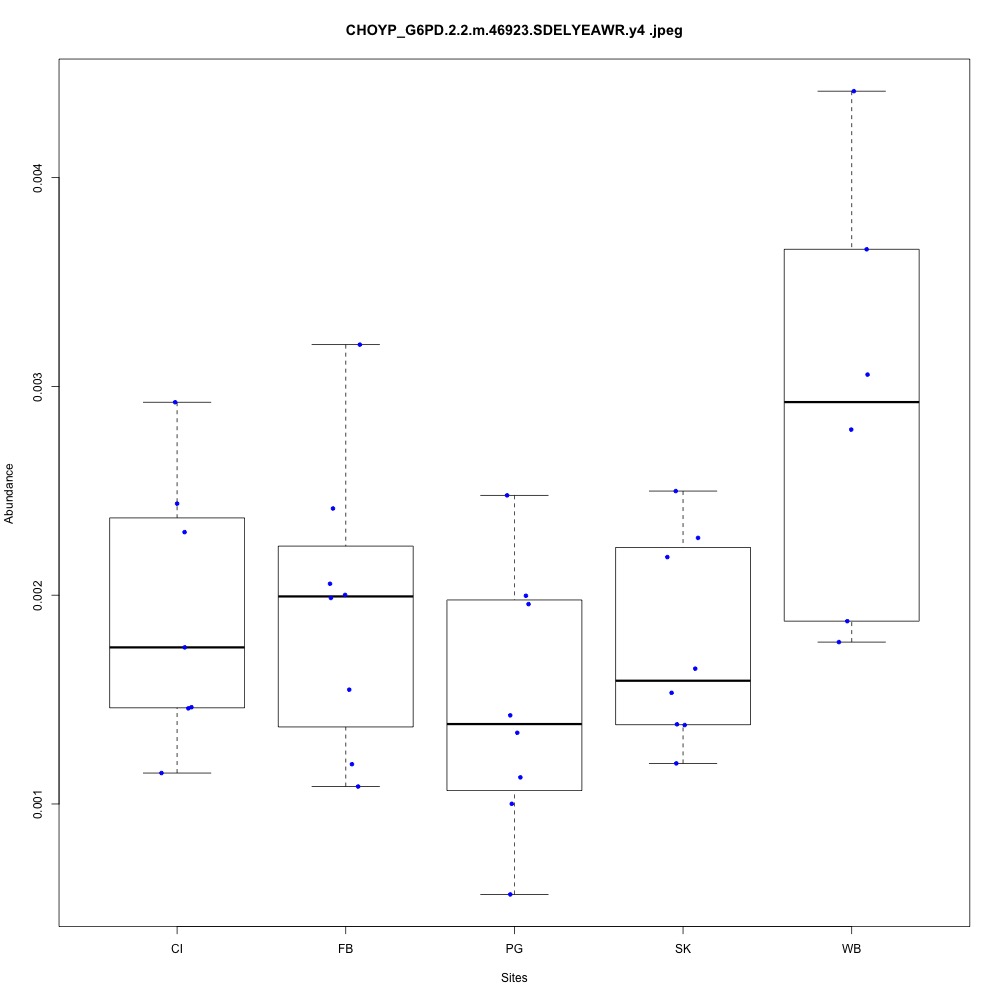 CHOYP_G6PD.2.2.m.46923.SDELYEAWR.y4 .jpeg
0.004
0.003
0.002
0.001
Abundance
CI FB PG SK WB
Sites